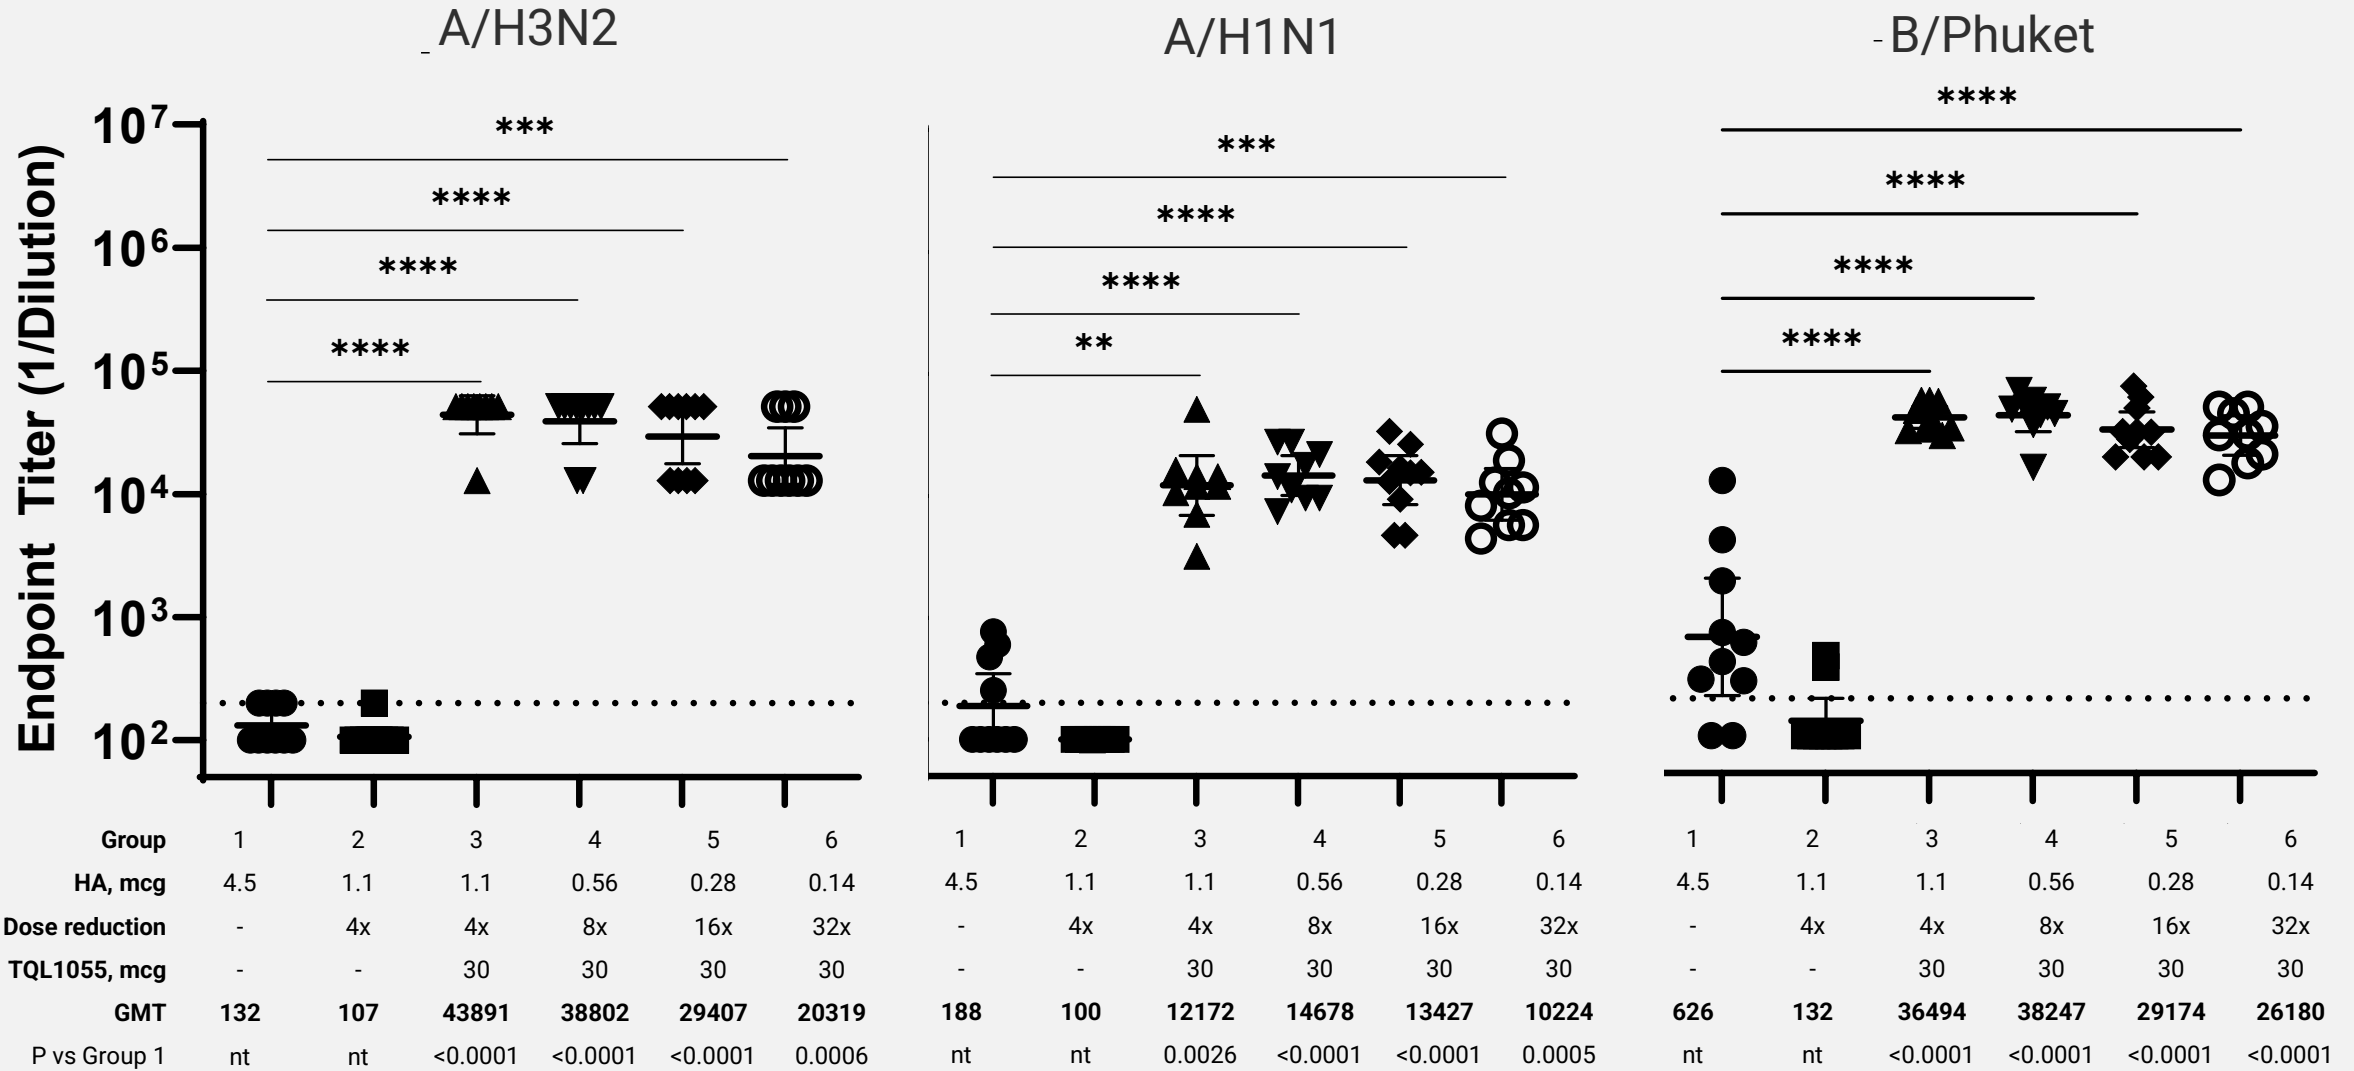 A/H3N2
A/H1N1
B/Phuket
Endpoint Titer (1/Dilution)
10⁷
10⁶
10⁵
10⁴
10³
10²
***
****
****
****
***
****
****
**
****
****
****
****
Group 1 2 3 4 5 6 1 2 3 4 5 6 1 2 3 4 5 6
HA, mcg 4.5 1.1 1.1 0.56 0.28 0.14 4.5 1.1 1.1 0.56 0.28 0.14 4.5 1.1 1.1 0.56 0.28 0.14
Dose reduction - 4x 4x 8x 16x 32x - 4x 4x 8x 16x 32x - 4x 4x 8x 16x 32x
TQL1055, mcg - - 30 30 30 30 - - 30 30 30 30 - - 30 30 30 30
GMT 132 107 43891 38802 29407 20319 188 100 12172 14678 13427 10224 626 132 36494 38247 29174 26180
P vs Group 1 nt nt <0.0001 <0.0001 <0.0001 0.0006 nt nt 0.0026 <0.0001 <0.0001 0.0005 nt nt <0.0001 <0.0001 <0.0001 <0.0001